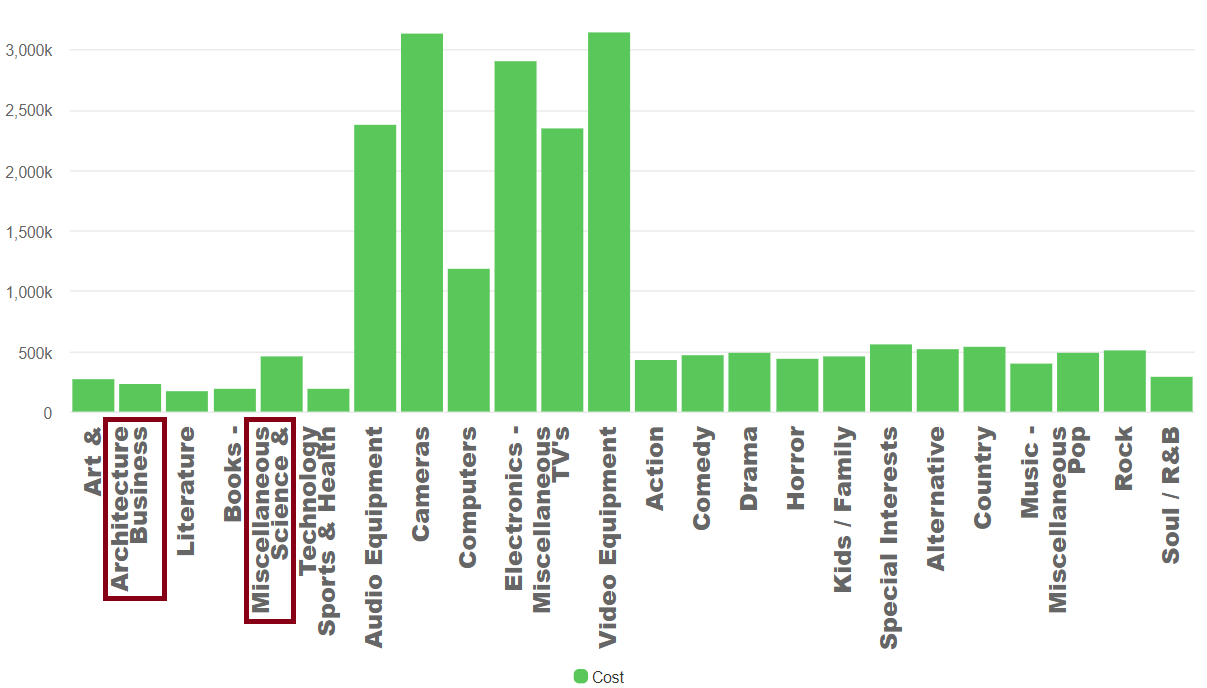 3,000k
2,500k
2,000k
1,500k
1,000k
500k
0
Art &
Architecture
Business
Literature
Books -
Miscellaneous
Science &
Technology
Sports & Health
Audio Equipment
Cameras
Computers
Electronics -
Miscellaneous
TV's
Video Equipment
Action
Comedy
Drama
Horror
Kids / Family
Special Interests
Alternative
Country
Music -
Miscellaneous
Pop
Rock
Soul / R&B
Cost